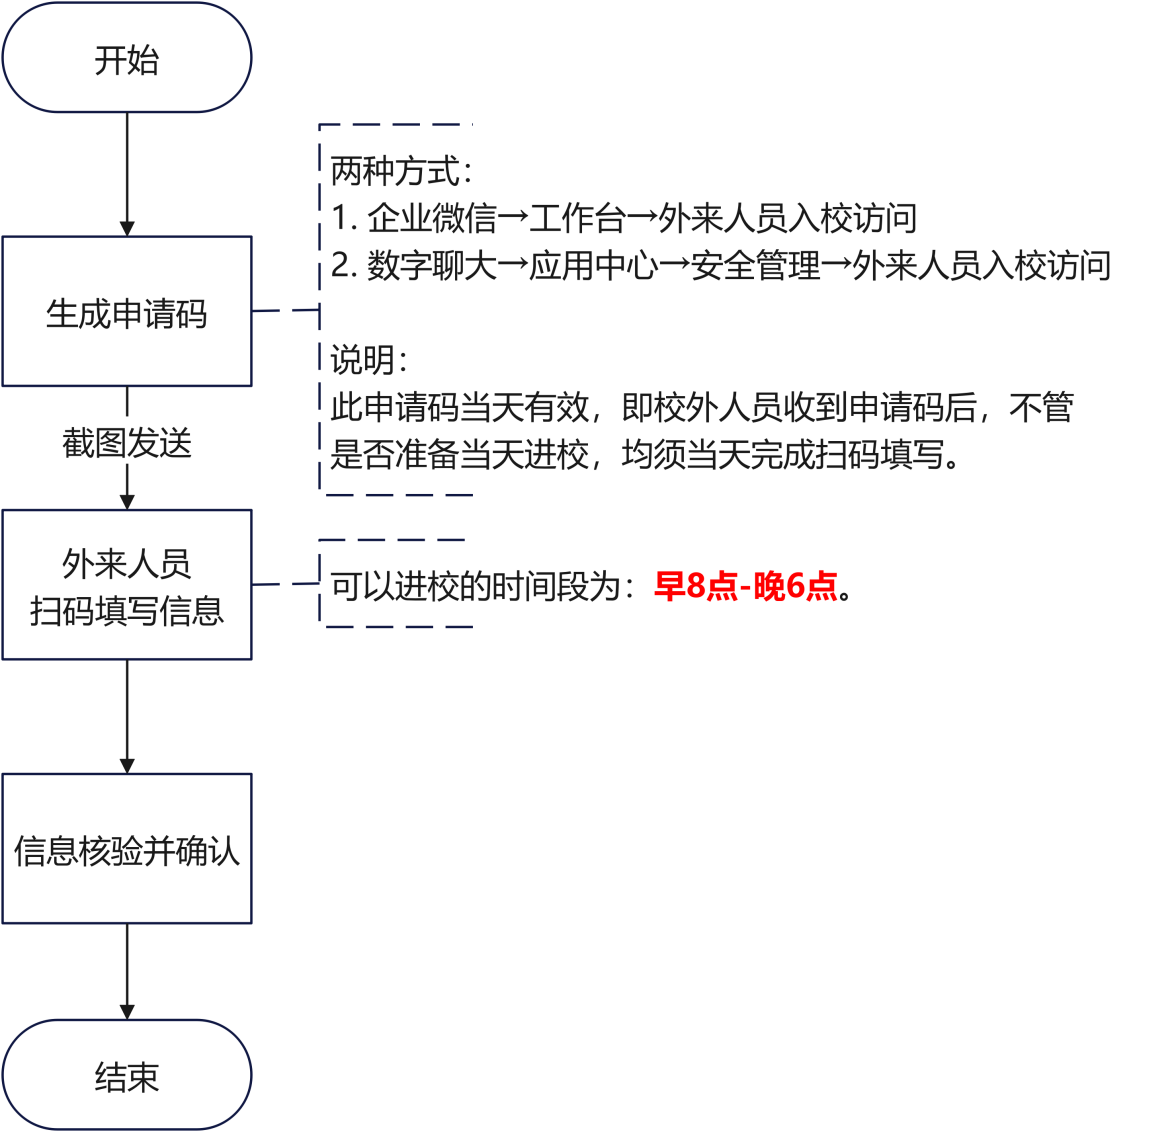 开始
两种方式：
1. 企业微信→工作台→外来人员入校访问
2. 数字聊大→应用中心→安全管理→外来人员入校访问
生成申请码
说明：
此申请码当天有效，即校外人员收到申请码后，不管
是否准备当天进校，均须当天完成扫码填写。
截图发送
外来人员
扫码填写信息
可以进校的时间段为：早8点-晚6点。
信息核验并确认
结束